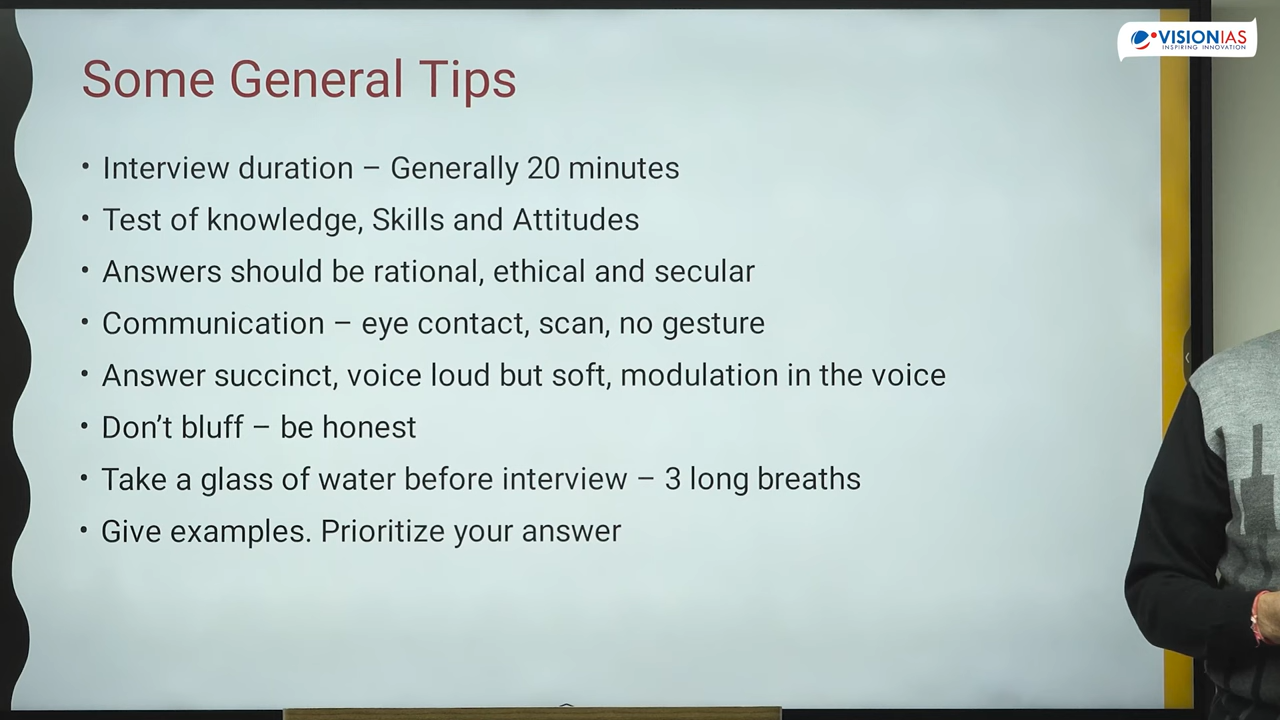 VISIONIAS
INSPIRING INNOVATION
Some General Tips
• Interview duration – Generally 20 minutes
• Test of knowledge, Skills and Attitudes
• Answers should be rational, ethical and secular
• Communication – eye contact, scan, no gesture
• Answer succinct, voice loud but soft, modulation in the voice
• Don’t bluff – be honest
• Take a glass of water before interview – 3 long breaths
• Give examples. Prioritize your answer